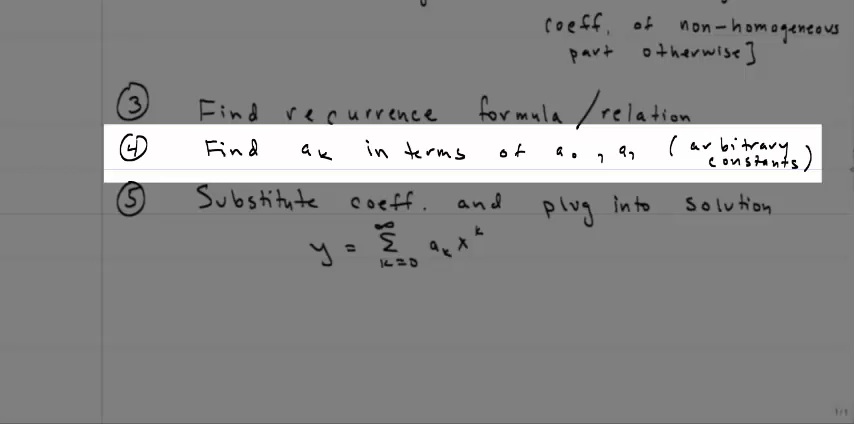 coeff. of non-homogeneous
part otherwise]
③ Find recurrence formula/relation
④ Find aₖ in terms of a₀, a₁ (arbitrary
constants)
⑤ Substitute coeff. and plug into solution
y = ∑_{k=0}^{∞} aₖxᵏ